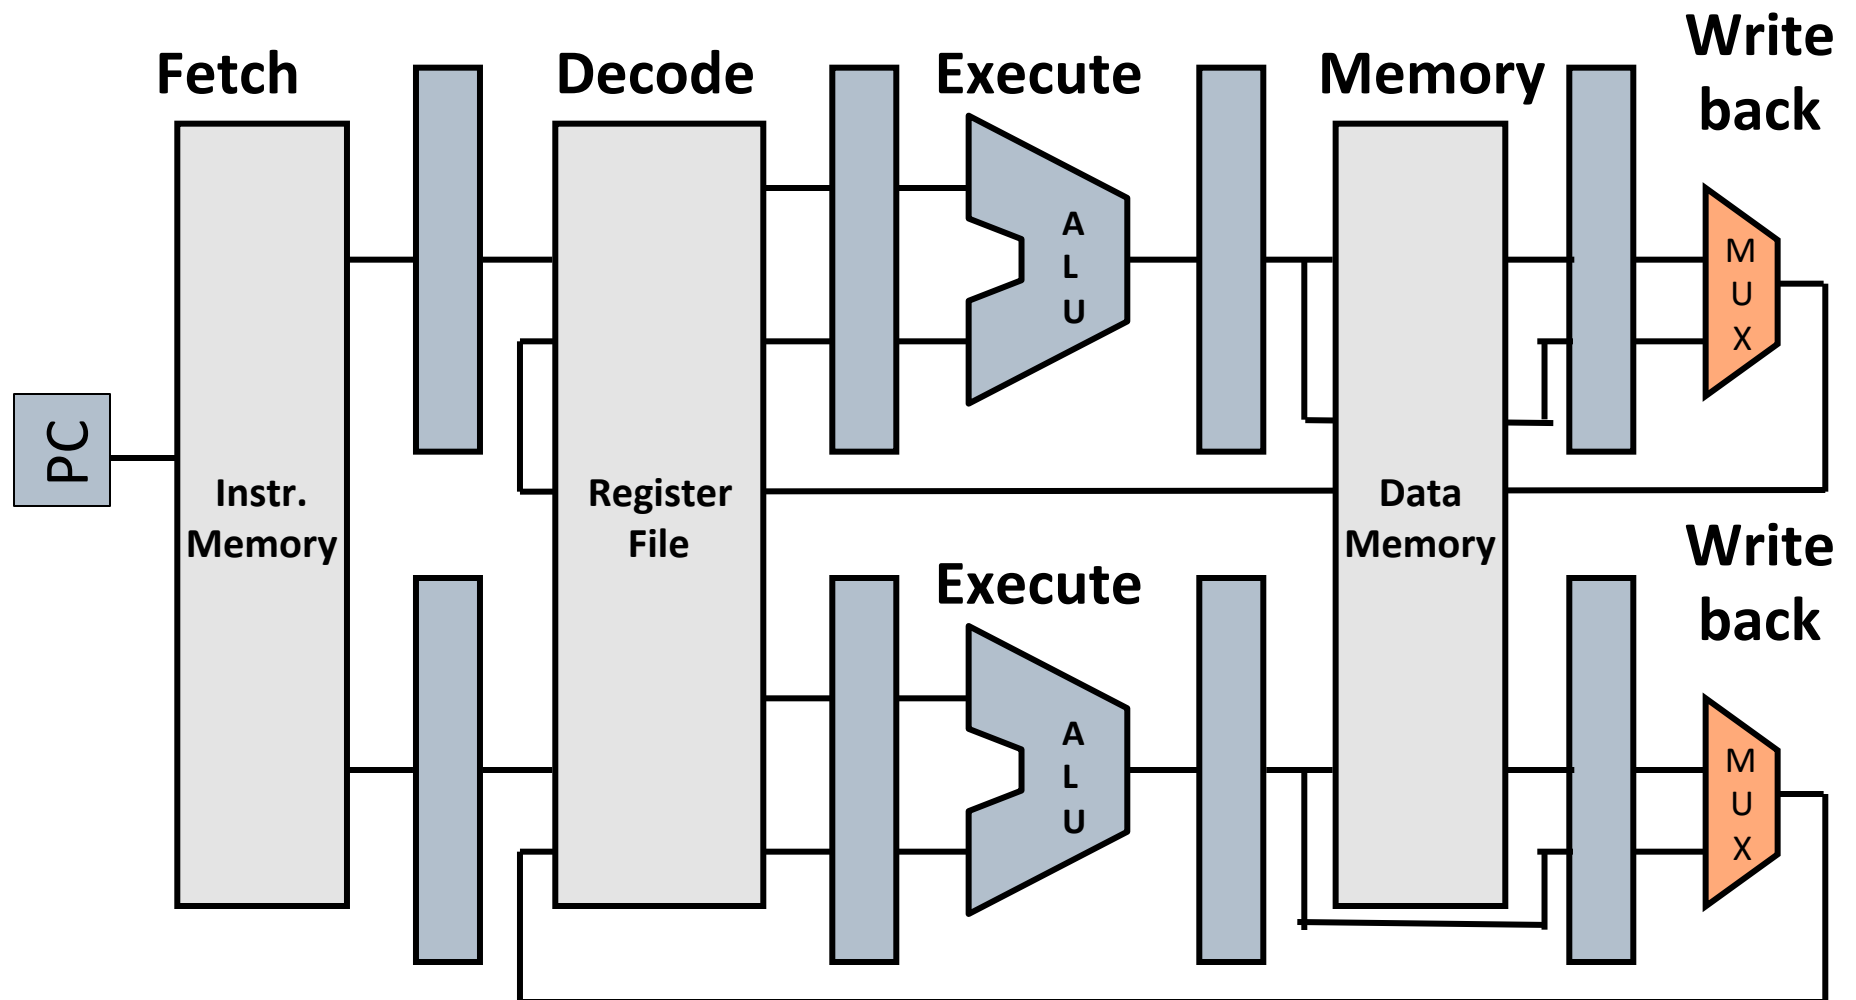 Fetch
Decode
Execute
Memory
Write
back
A
L
U
M
U
X
PC
Instr.
Memory
Register
File
Data
Memory
Execute
Write
back
A
L
U
M
U
X